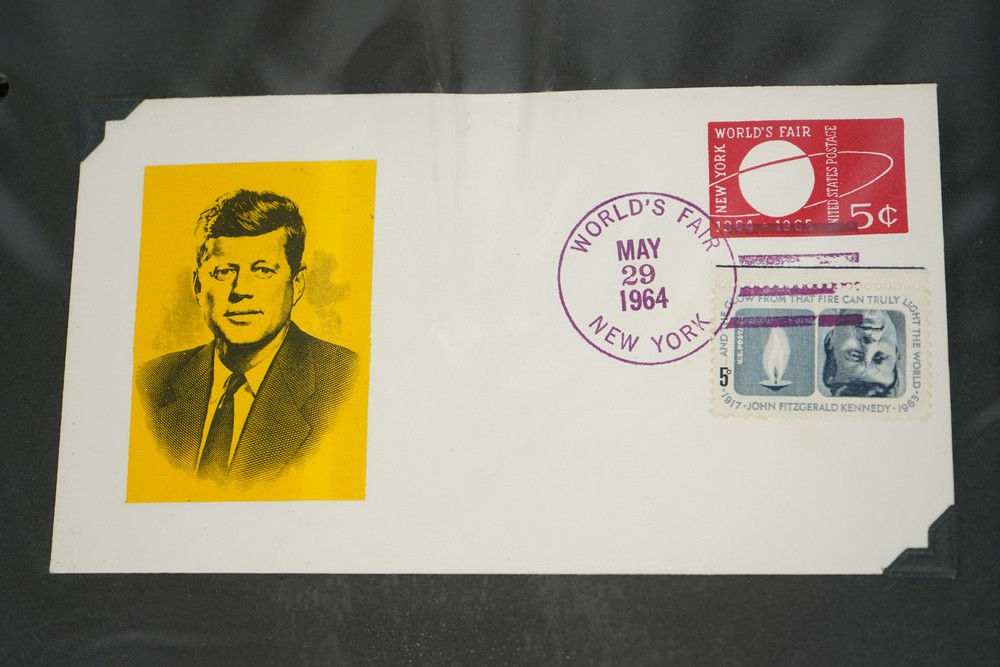 WORLD'S FAIR
NEW YORK
UNITED STATES POSTAGE
1964 - 1965
5¢
WORLD'S FAIR
MAY
29
1964
NEW YORK
...AND THE GLOW FROM THAT FIRE CAN TRULY LIGHT THE WORLD
U.S. POSTAGE
5¢
1917 · JOHN FITZGERALD KENNEDY · 1963